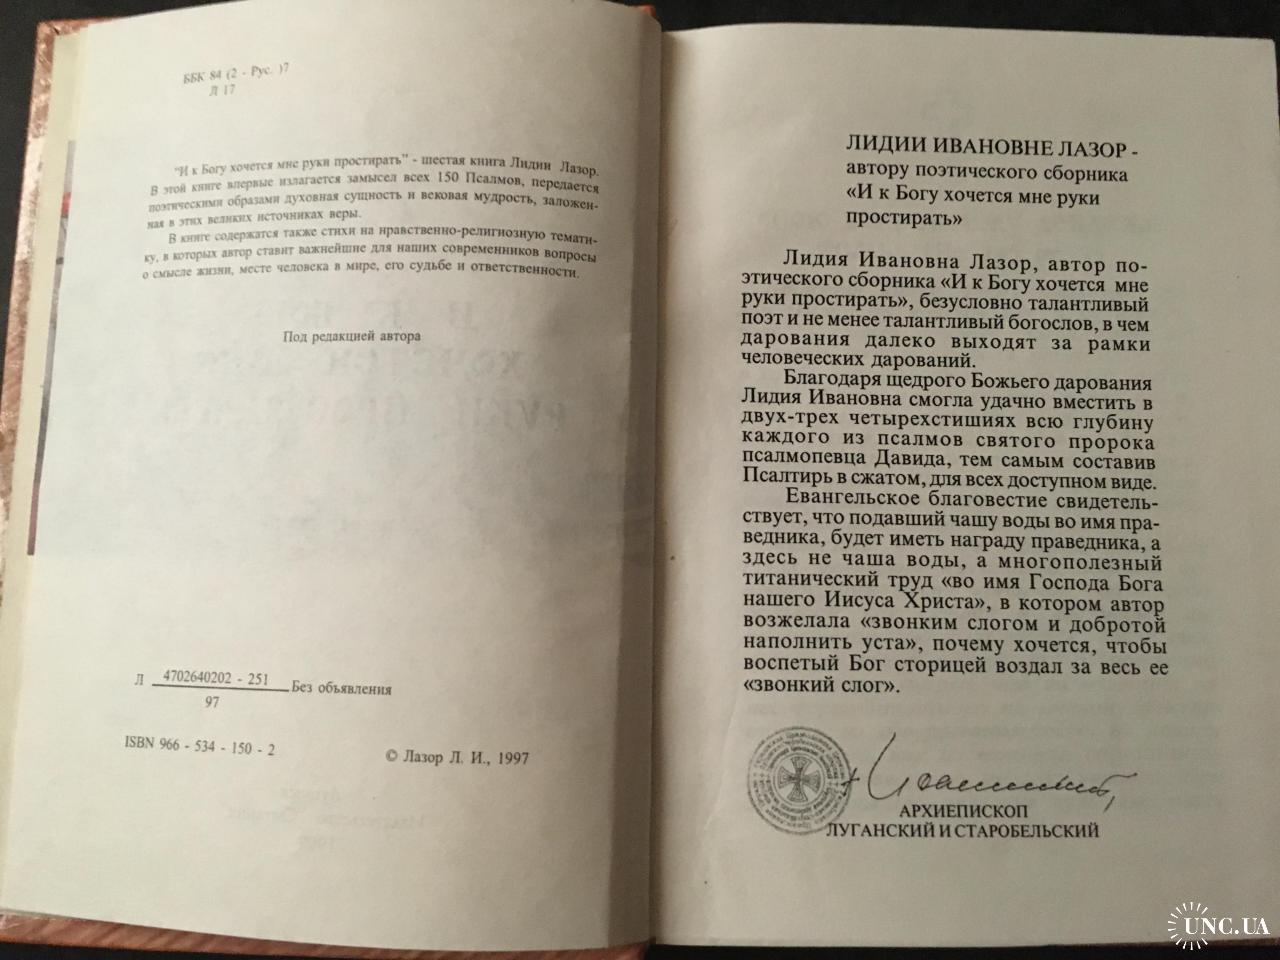 ББК 84 (2 - Рус. )7
Л 17
"И к Богу хочется мне руки простирать" - шестая книга Лидии Лазор.
В этой книге впервые излагается замысел всех 150 Псалмов, передается
поэтическими образами духовная сущность и вековая мудрость, заложен-
ная в этих великих источниках веры.
В книге содержатся также стихи на нравственно-религиозную темати-
ку, в которых автор ставит важнейшие для наших современников вопросы
о смысле жизни, месте человека в мире, его судьбе и ответственности.
Под редакцией автора
Л 4702640202 - 251 Без объявления
97
ISBN 966 - 534 - 150 - 2
© Лазор Л. И., 1997
ЛИДИИ ИВАНОВНЕ ЛАЗОР -
автору поэтического сборника
«И к Богу хочется мне руки
простирать»
Лидия Ивановна Лазор, автор по-
этического сборника «И к Богу хочется мне
руки простирать», безусловно талантливый
поэт и не менее талантливый богослов, в чем
дарования далеко выходят за рамки
человеческих дарований.
Благодаря щедрого Божьего дарования
Лидия Ивановна смогла удачно вместить в
двух-трех четырехстишиях всю глубину
каждого из псалмов святого пророка
псалмопевца Давида, тем самым составив
Псалтирь в сжатом, для всех доступном виде.
Евангельское благовестие свидетель-
ствует, что подавший чашу воды во имя пра-
ведника, будет иметь награду праведника, а
здесь не чаша воды, а многополезный
титанический труд «во имя Господа Бога
нашего Иисуса Христа», в котором автор
возжелала «звонким слогом и добротой
наполнить уста», почему хочется, чтобы
воспетый Бог сторицей воздал за весь ее
«звонкий слог».
АРХИЕПИСКОП
ЛУГАНСКИЙ И СТАРОБЕЛЬСКИЙ
UNC.UA